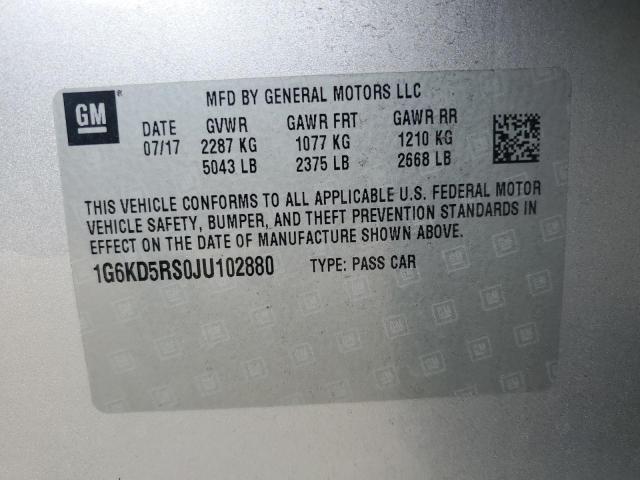 GM ® MFD BY GENERAL MOTORS LLC
DATE GVWR GAWR FRT GAWR RR
07/17 2287 KG 1077 KG 1210 KG
5043 LB 2375 LB 2668 LB
THIS VEHICLE CONFORMS TO ALL APPLICABLE U.S. FEDERAL MOTOR
VEHICLE SAFETY, BUMPER, AND THEFT PREVENTION STANDARDS IN
EFFECT ON THE DATE OF MANUFACTURE SHOWN ABOVE.
1G6KD5RS0JU102880 TYPE: PASS CAR